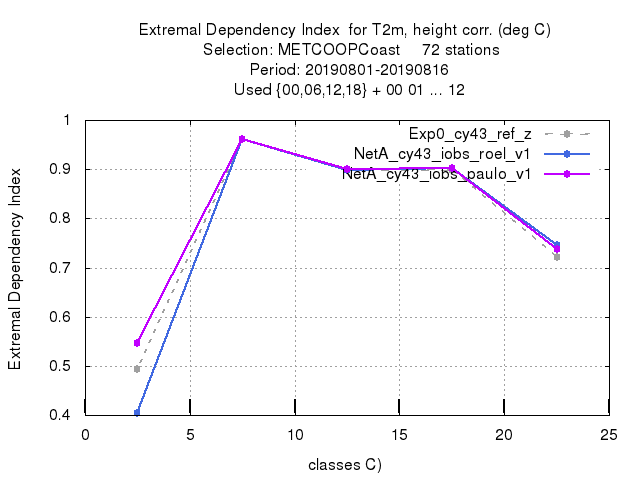 Extremal Dependency Index  for T2m, height corr. (deg C)
Selection: METCOOPCoast    72 stations
Period: 20190801-20190816
Used {00,06,12,18} + 00 01 ... 12
Exp0_cy43_ref_z
NetA_cy43_iobs_roel_v1
NetA_cy43_iobs_paulo_v1
Extremal Dependency Index
1
0.9
0.8
0.7
0.6
0.5
0.4
0 5 10 15 20 25
classes C)